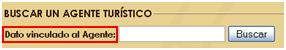 BUSCAR UN AGENTE TURÍSTICO
Dato vinculado al Agente: Buscar